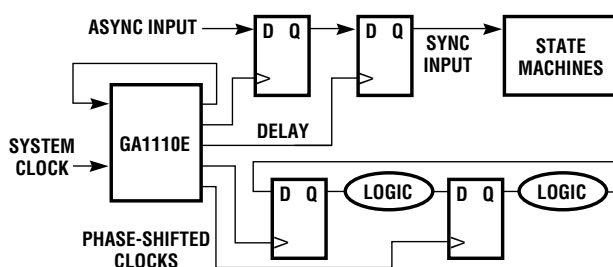 ASYNC INPUT
D Q
D Q
SYNC
INPUT
STATE
MACHINES
GA1110E
DELAY
SYSTEM
CLOCK
D Q
LOGIC
D Q
LOGIC
PHASE-SHIFTED
CLOCKS